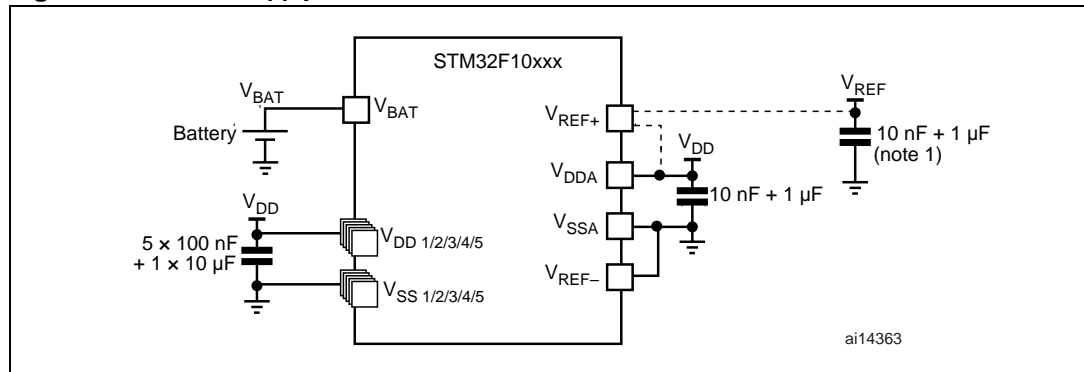 STM32F10xxx
VBAT
VBAT
Battery
VREF+
VREF
10 nF + 1 µF
(note 1)
VDD
VDDA
10 nF + 1 µF
VSSA
VREF–
VDD
5 × 100 nF
+ 1 × 10 µF
VDD 1/2/3/4/5
VSS 1/2/3/4/5
ai14363